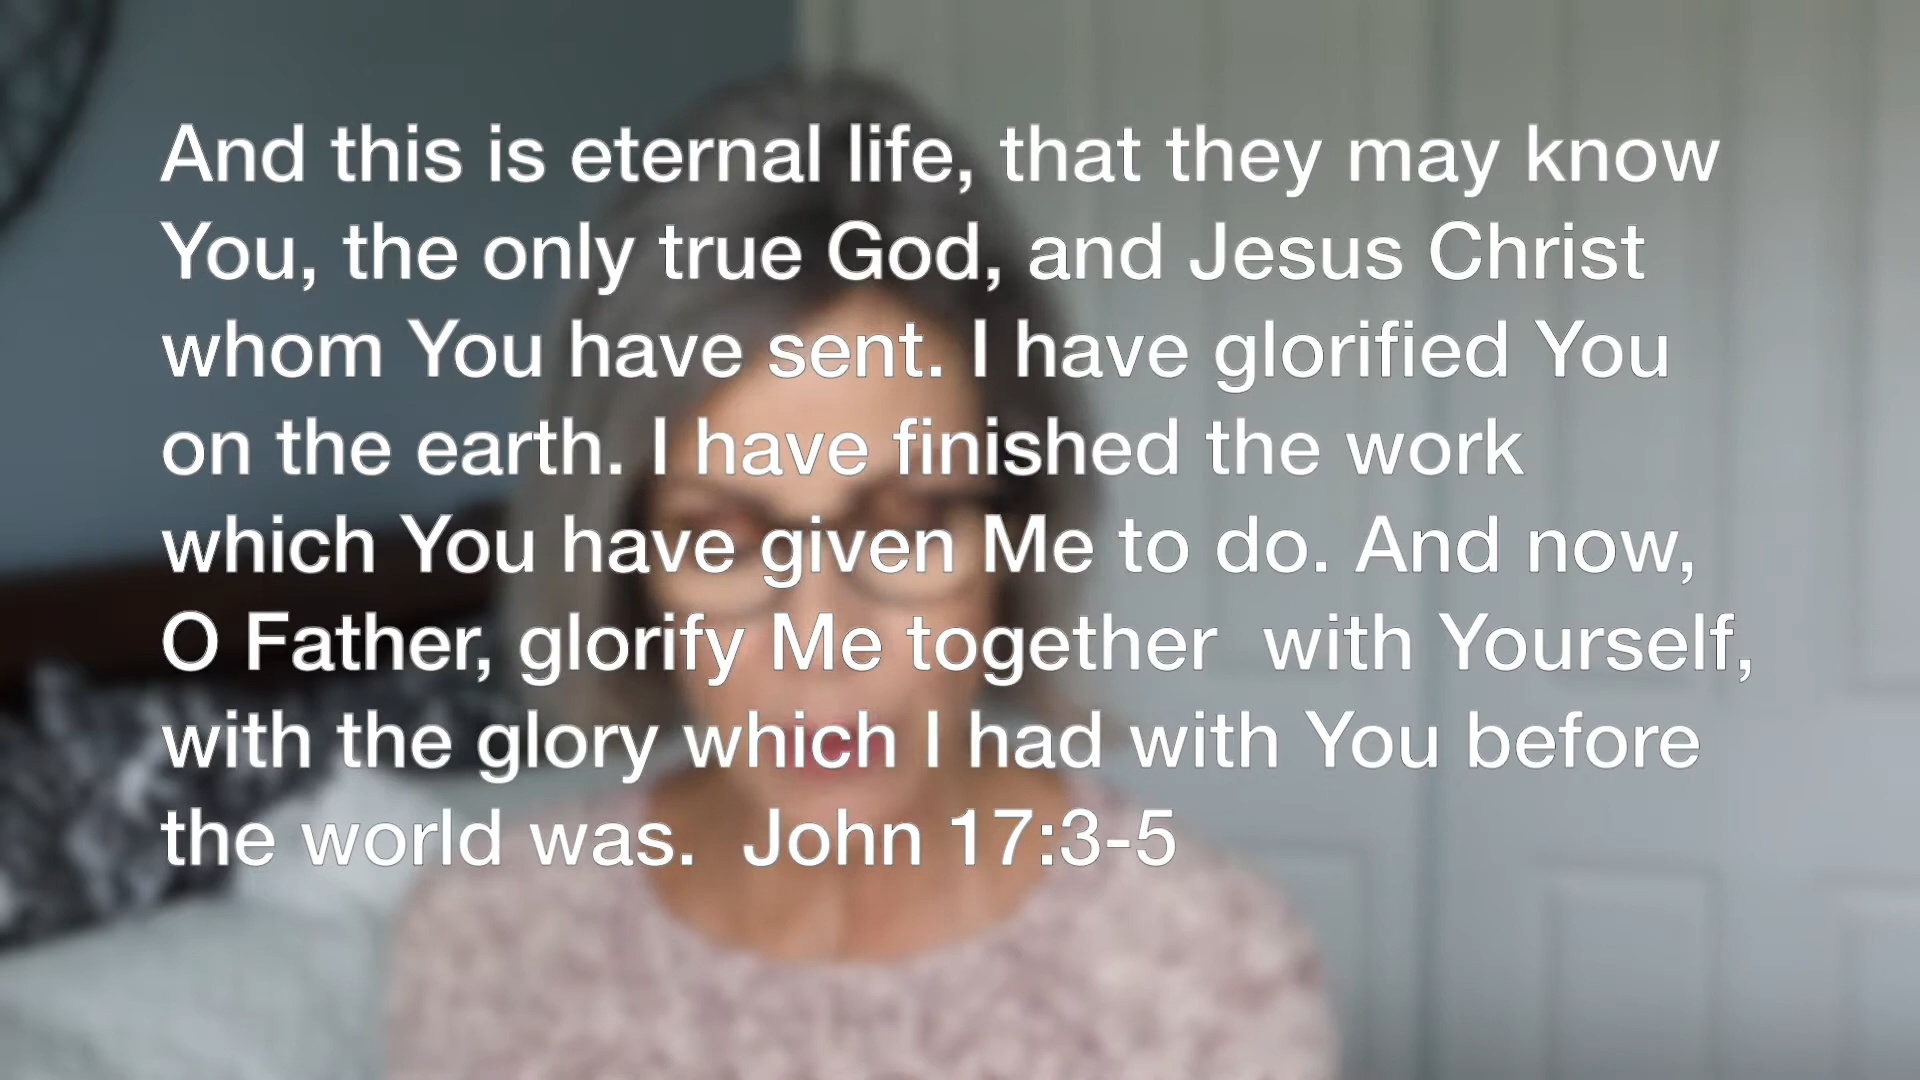 And this is eternal life, that they may know
You, the only true God, and Jesus Christ
whom You have sent. I have glorified You
on the earth. I have finished the work
which You have given Me to do. And now,
O Father, glorify Me together  with Yourself,
with the glory which I had with You before
the world was.  John 17:3-5